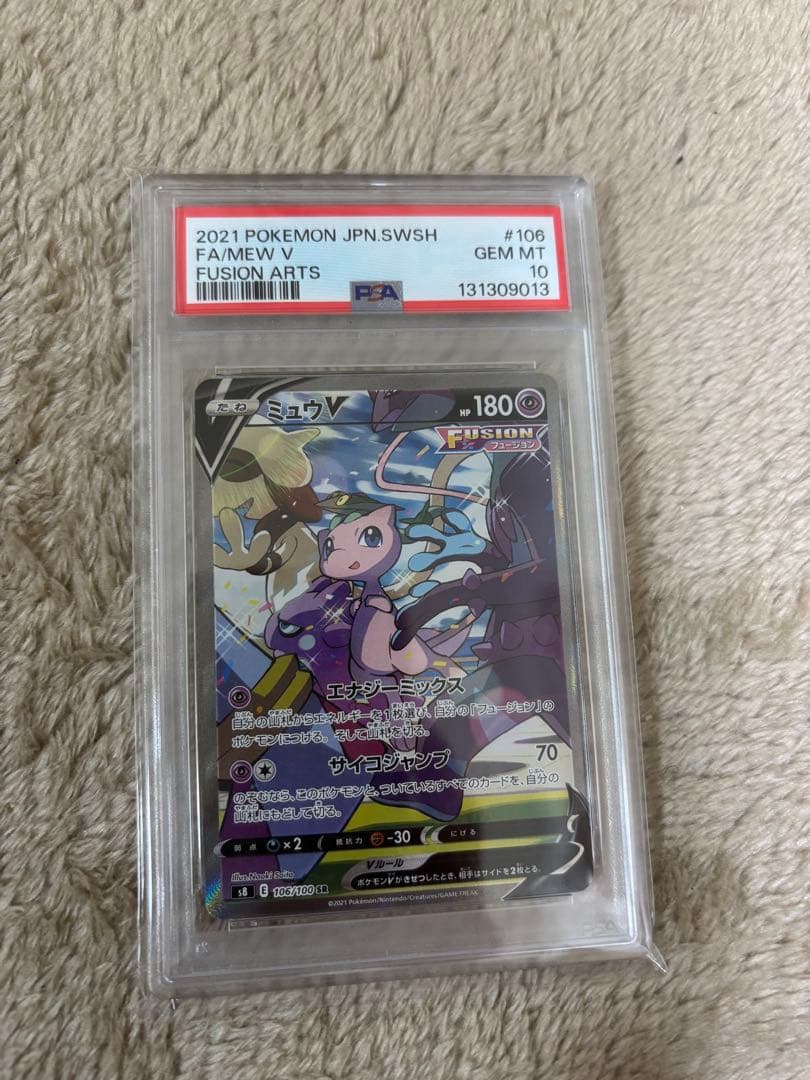 2021 POKEMON JPN.SWSH #106
FA/MEW V GEM MT
FUSION ARTS 10
PSA 131309013
たね ミュウV HP 180
FUSION
フュージョン
エナジーミックス
自分の山札からエネルギーを1枚選び、自分の「フュージョン」の
ポケモンにつける。そして山札を切る。
サイコジャンプ 70
のぞむなら、このポケモンと、ついているすべてのカードを、自分の
山札にもどして切る。
弱点 ×2 抵抗力 -30 にげる
Vルール
ポケモンVがきぜつしたとき、相手はサイドを2枚とる。
Illus. Naoki Saito
s8 E 106/100 SR
©2021 Pokémon/Nintendo/Creatures/GAME FREAK.